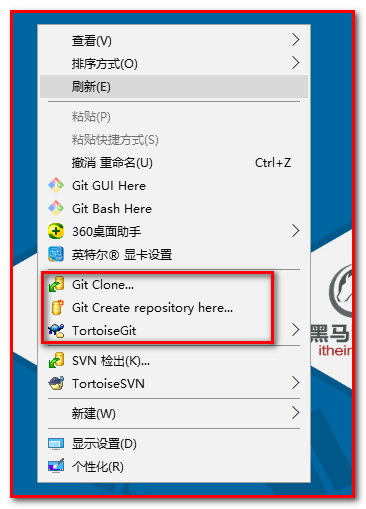 查看(V)
排序方式(O)
刷新(E)
粘贴(P)
粘贴快捷方式(S)
撤消 重命名(U) Ctrl+Z
Git GUI Here
Git Bash Here
360桌面助手
英特尔® 显卡设置
Git Clone...
Git Create repository here...
TortoiseGit
黑马
itheim
SVN 检出(K)...
TortoiseSVN
新建(W)
显示设置(D)
个性化(R)